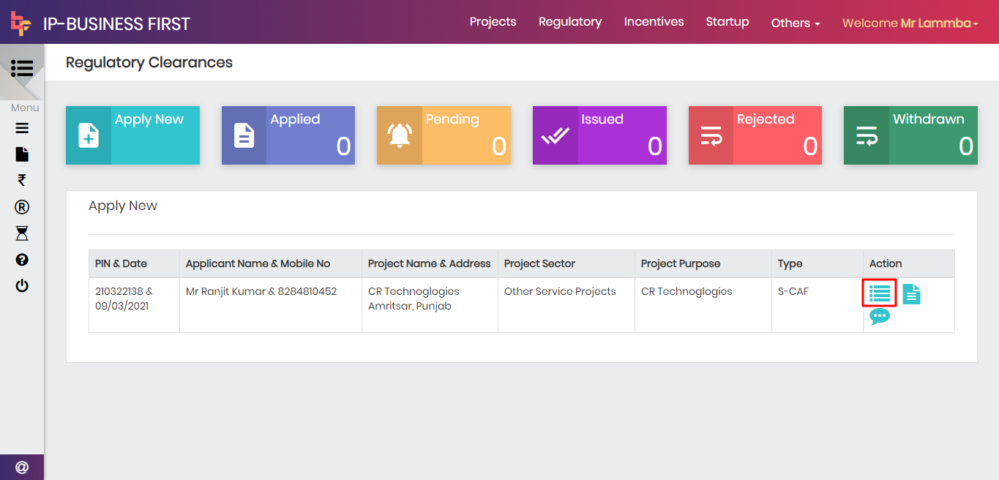 IP-BUSINESS FIRST
Projects Regulatory Incentives Startup Others Welcome Mr Lammba
Regulatory Clearances
Menu
Apply New
Applied
0
Pending
0
Issued
0
Rejected
0
Withdrawn
0
Apply New
PIN & Date Applicant Name & Mobile No Project Name & Address Project Sector Project Purpose Type Action
210322138 & Mr Ranjit Kumar & 8284810452 CR Technoglogies Other Service Projects CR Technoglogies S-CAF
09/03/2021 Amritsar, Punjab
@